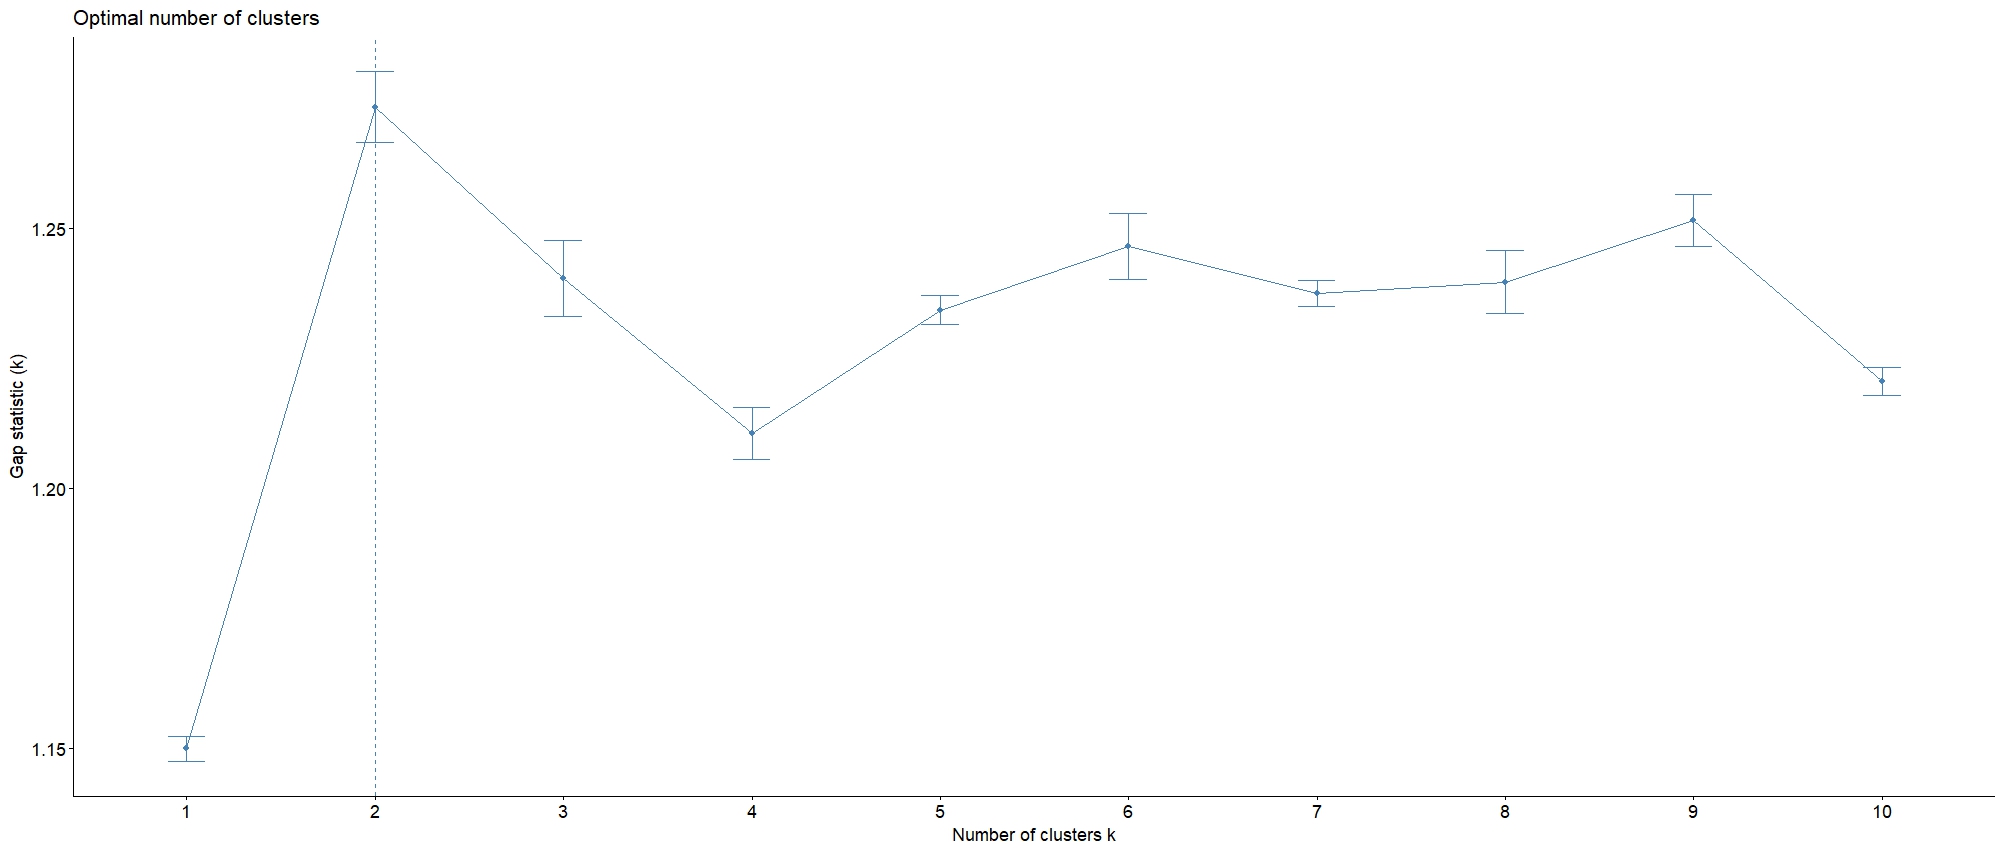 Optimal number of clusters
Gap statistic (k)
1.25
1.20
1.15
1 2 3 4 5 6 7 8 9 10
Number of clusters k